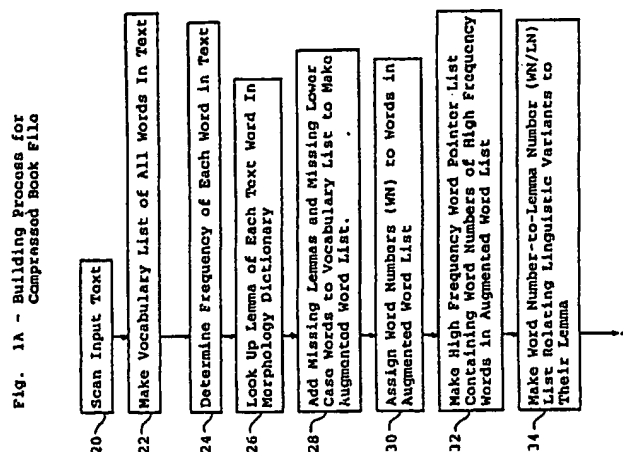 Fig. 1A - Building Process for
Compressed Book File
20
Scan Input Text
22
Make Vocabulary List of All Words In Text
24
Determine Frequency of Each Word in Text
26
Look Up Lemma of Each Text Word In
Morphology Dictionary
28
Add Missing Lemmas and Missing Lower
Case Words to Vocabulary List to Make
Augmented Word List.
30
Assign Word Numbers (WN) to Words in
Augmented Word List
32
Make High Frequency Word Pointer List
Containing Word Numbers of High Frequency
Words in Augmented Word List
34
Make Word Number-to-Lemma Number (WN/LN)
List Relating Linguistic Variants to
Their Lemma